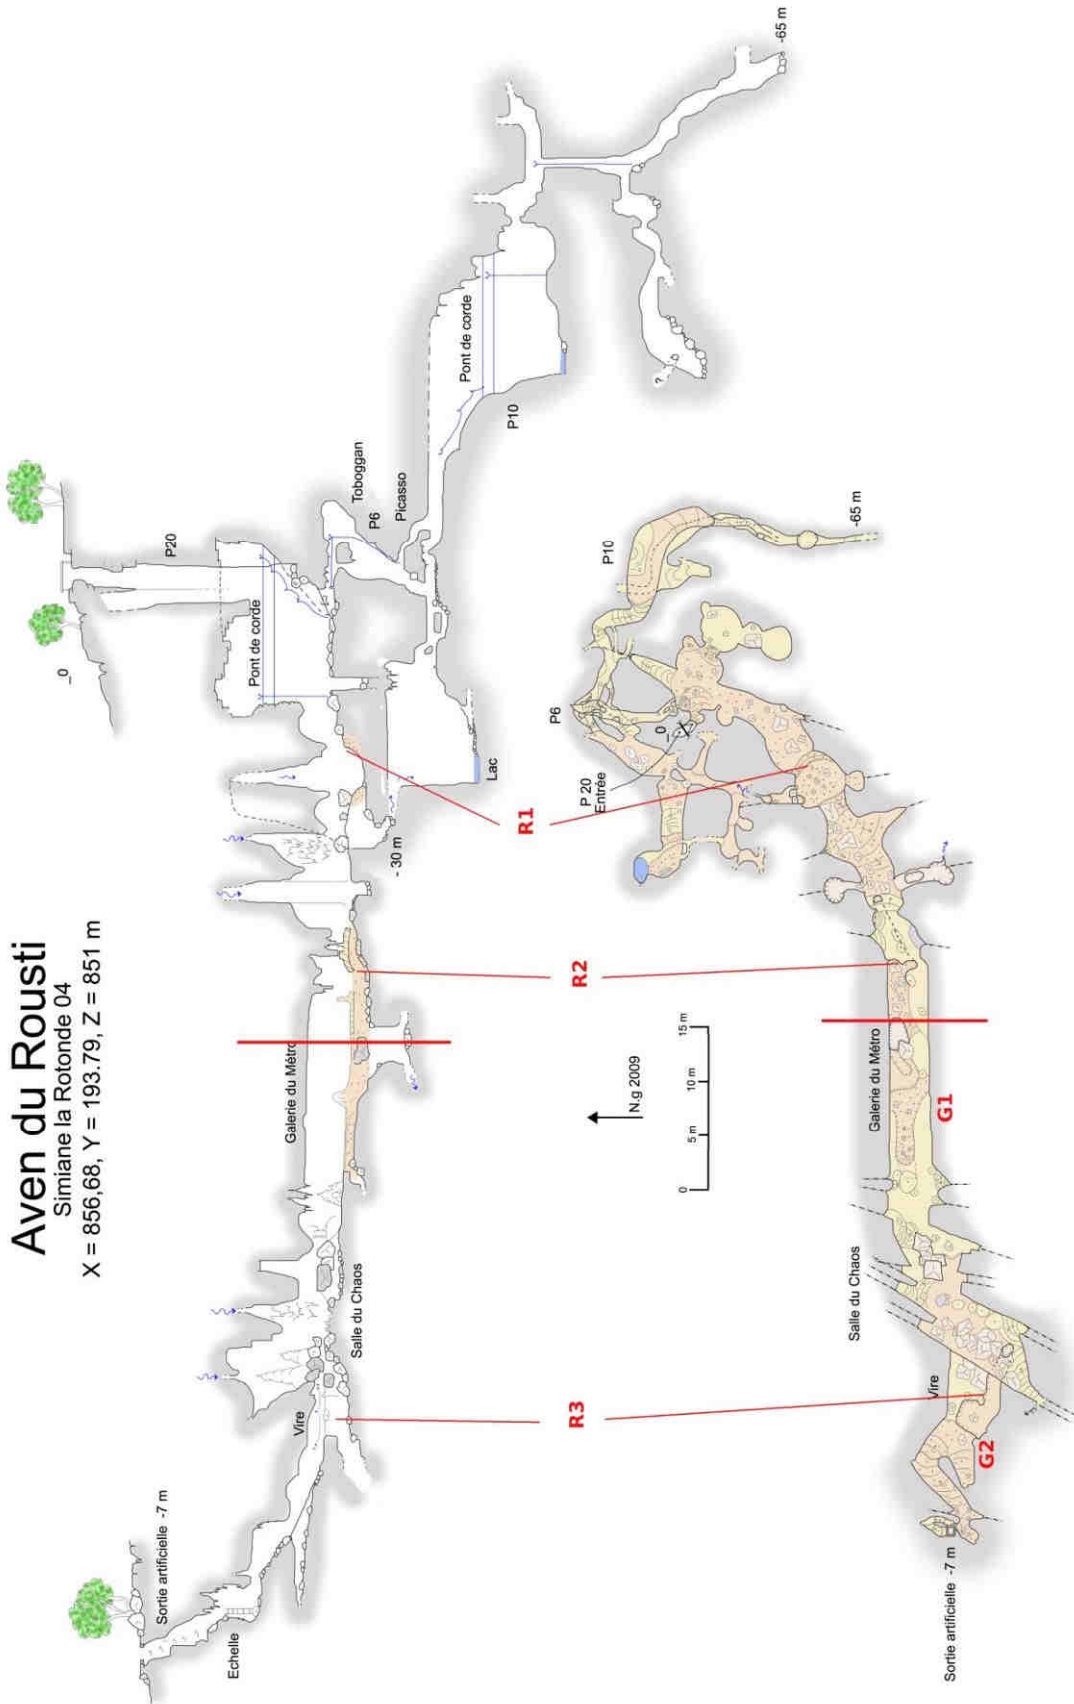 Aven du Rousti
Simiane la Rotonde 04
X = 856,68, Y = 193.79, Z = 851 m
Sortie artificielle -7 m
Echelle
Vire
Salle du Chaos
Galerie du Métro
- 30 m
Lac
Pont de corde
_0
P20
Toboggan
P6
Picasso
P10
Pont de corde
?
-65 m
R3
R2
R1
N.g 2009
0
5 m
10 m
15 m
Sortie artificielle -7 m
G2
Vire
Salle du Chaos
Galerie du Métro
G1
P 20
Entrée
_0
P6
P10
-65 m